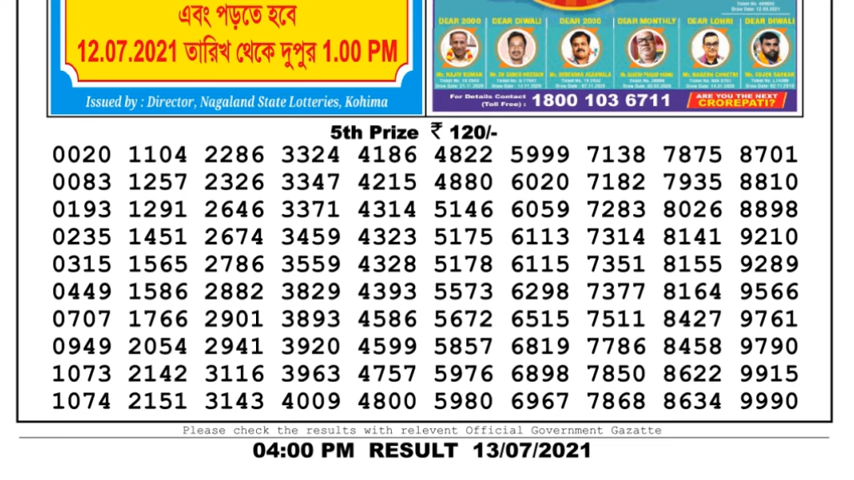 এবং পড়তে হবে
12.07.2021 তারিখ থেকে দুপুর 1.00 PM
Issued by : Director, Nagaland State Lotteries, Kohima
DEAR 2000 DEAR DIWALI DEAR 2000 DEAR MONTHLY DEAR LOHRI DEAR DIWALI
For Details Contact
(Toll Free) : 1800 103 6711
ARE YOU THE NEXT
CROREPATI?
5th Prize ₹ 120/-
0020 1104 2286 3324 4186 4822 5999 7138 7875 8701
0083 1257 2326 3347 4215 4880 6020 7182 7935 8810
0193 1291 2646 3371 4314 5146 6059 7283 8026 8898
0235 1451 2674 3459 4323 5175 6113 7314 8141 9210
0315 1565 2786 3559 4328 5178 6115 7351 8155 9289
0449 1586 2882 3829 4393 5573 6298 7377 8164 9566
0707 1766 2901 3893 4586 5672 6515 7511 8427 9761
0949 2054 2941 3920 4599 5857 6819 7786 8458 9790
1073 2142 3116 3963 4757 5976 6898 7850 8622 9915
1074 2151 3143 4009 4800 5980 6967 7868 8634 9990
Please check the results with relevent Official Government Gazatte
04:00 PM RESULT 13/07/2021